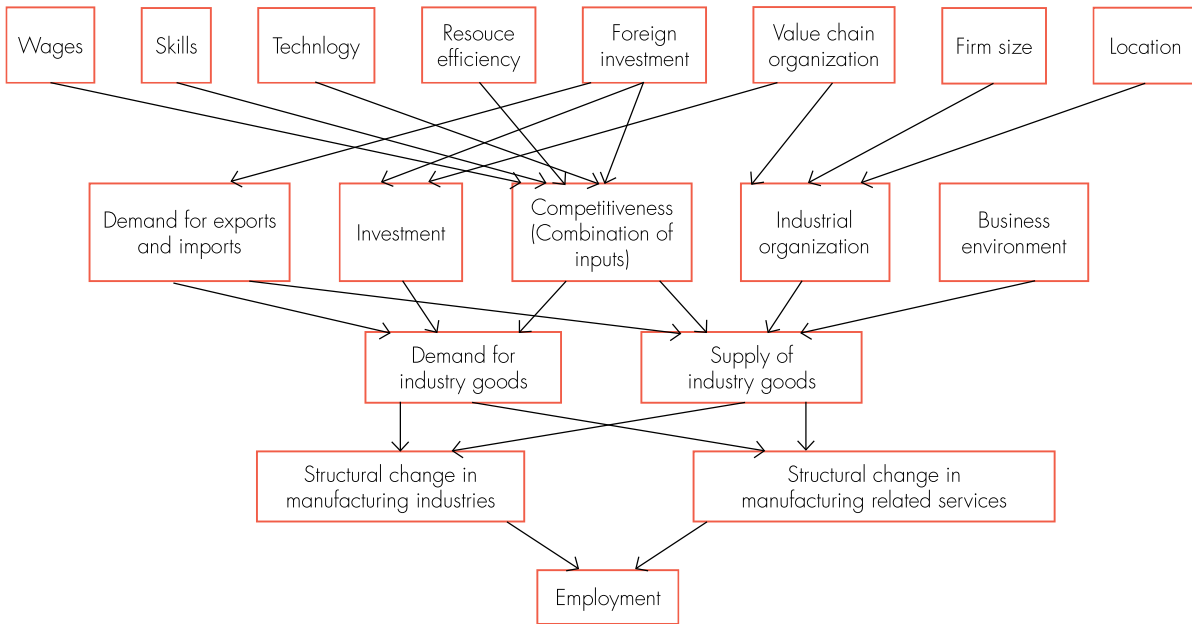 Wages
Skills
Technlogy
Resouce
efficiency
Foreign
investment
Value chain
organization
Firm size
Location
Demand for exports
and imports
Investment
Competitiveness
(Combination of
inputs)
Industrial
organization
Business
environment
Demand for
industry goods
Supply of
industry goods
Structural change in
manufacturing industries
Structural change in
manufacturing related services
Employment